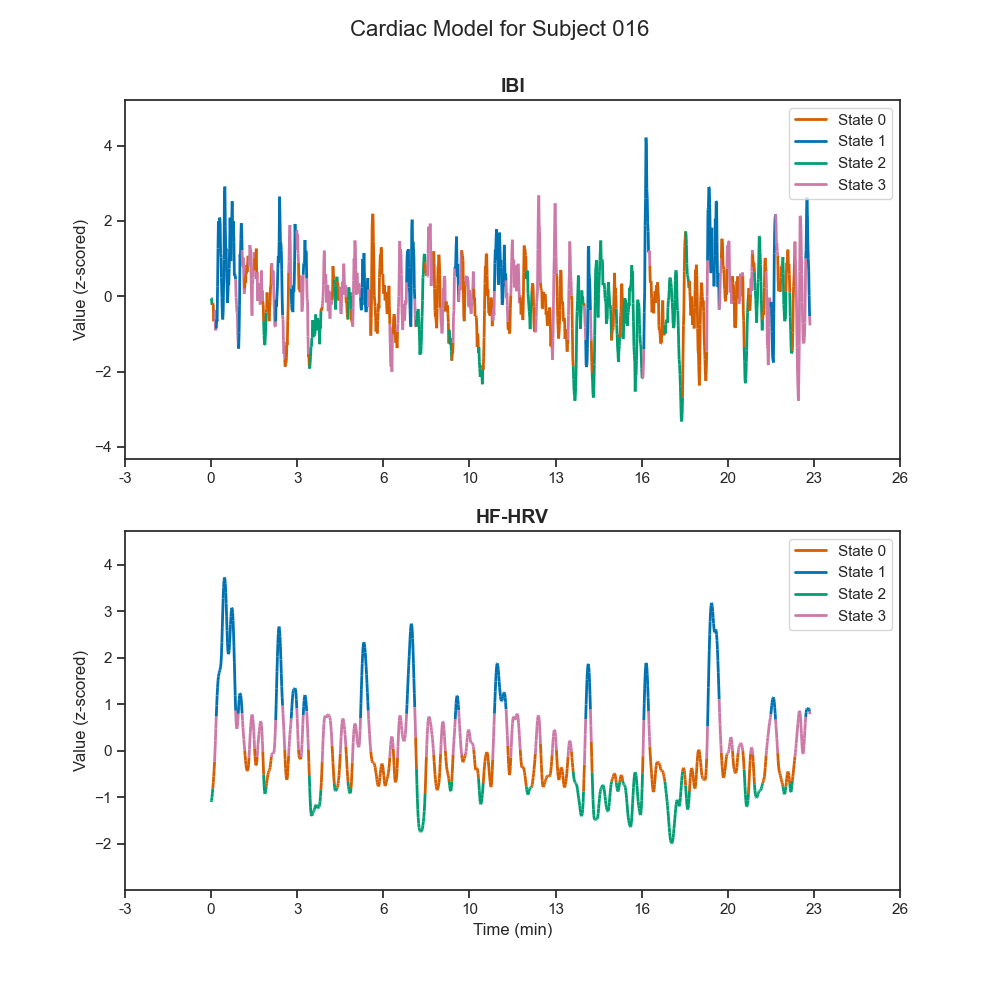 Cardiac Model for Subject 016
IBI
Value (z-scored)
4
2
0
−2
−4
State 0
State 1
State 2
State 3
-3 0 3 6 10 13 16 20 23 26
HF-HRV
Value (z-scored)
4
3
2
1
0
−1
−2
State 0
State 1
State 2
State 3
-3 0 3 6 10 13 16 20 23 26
Time (min)